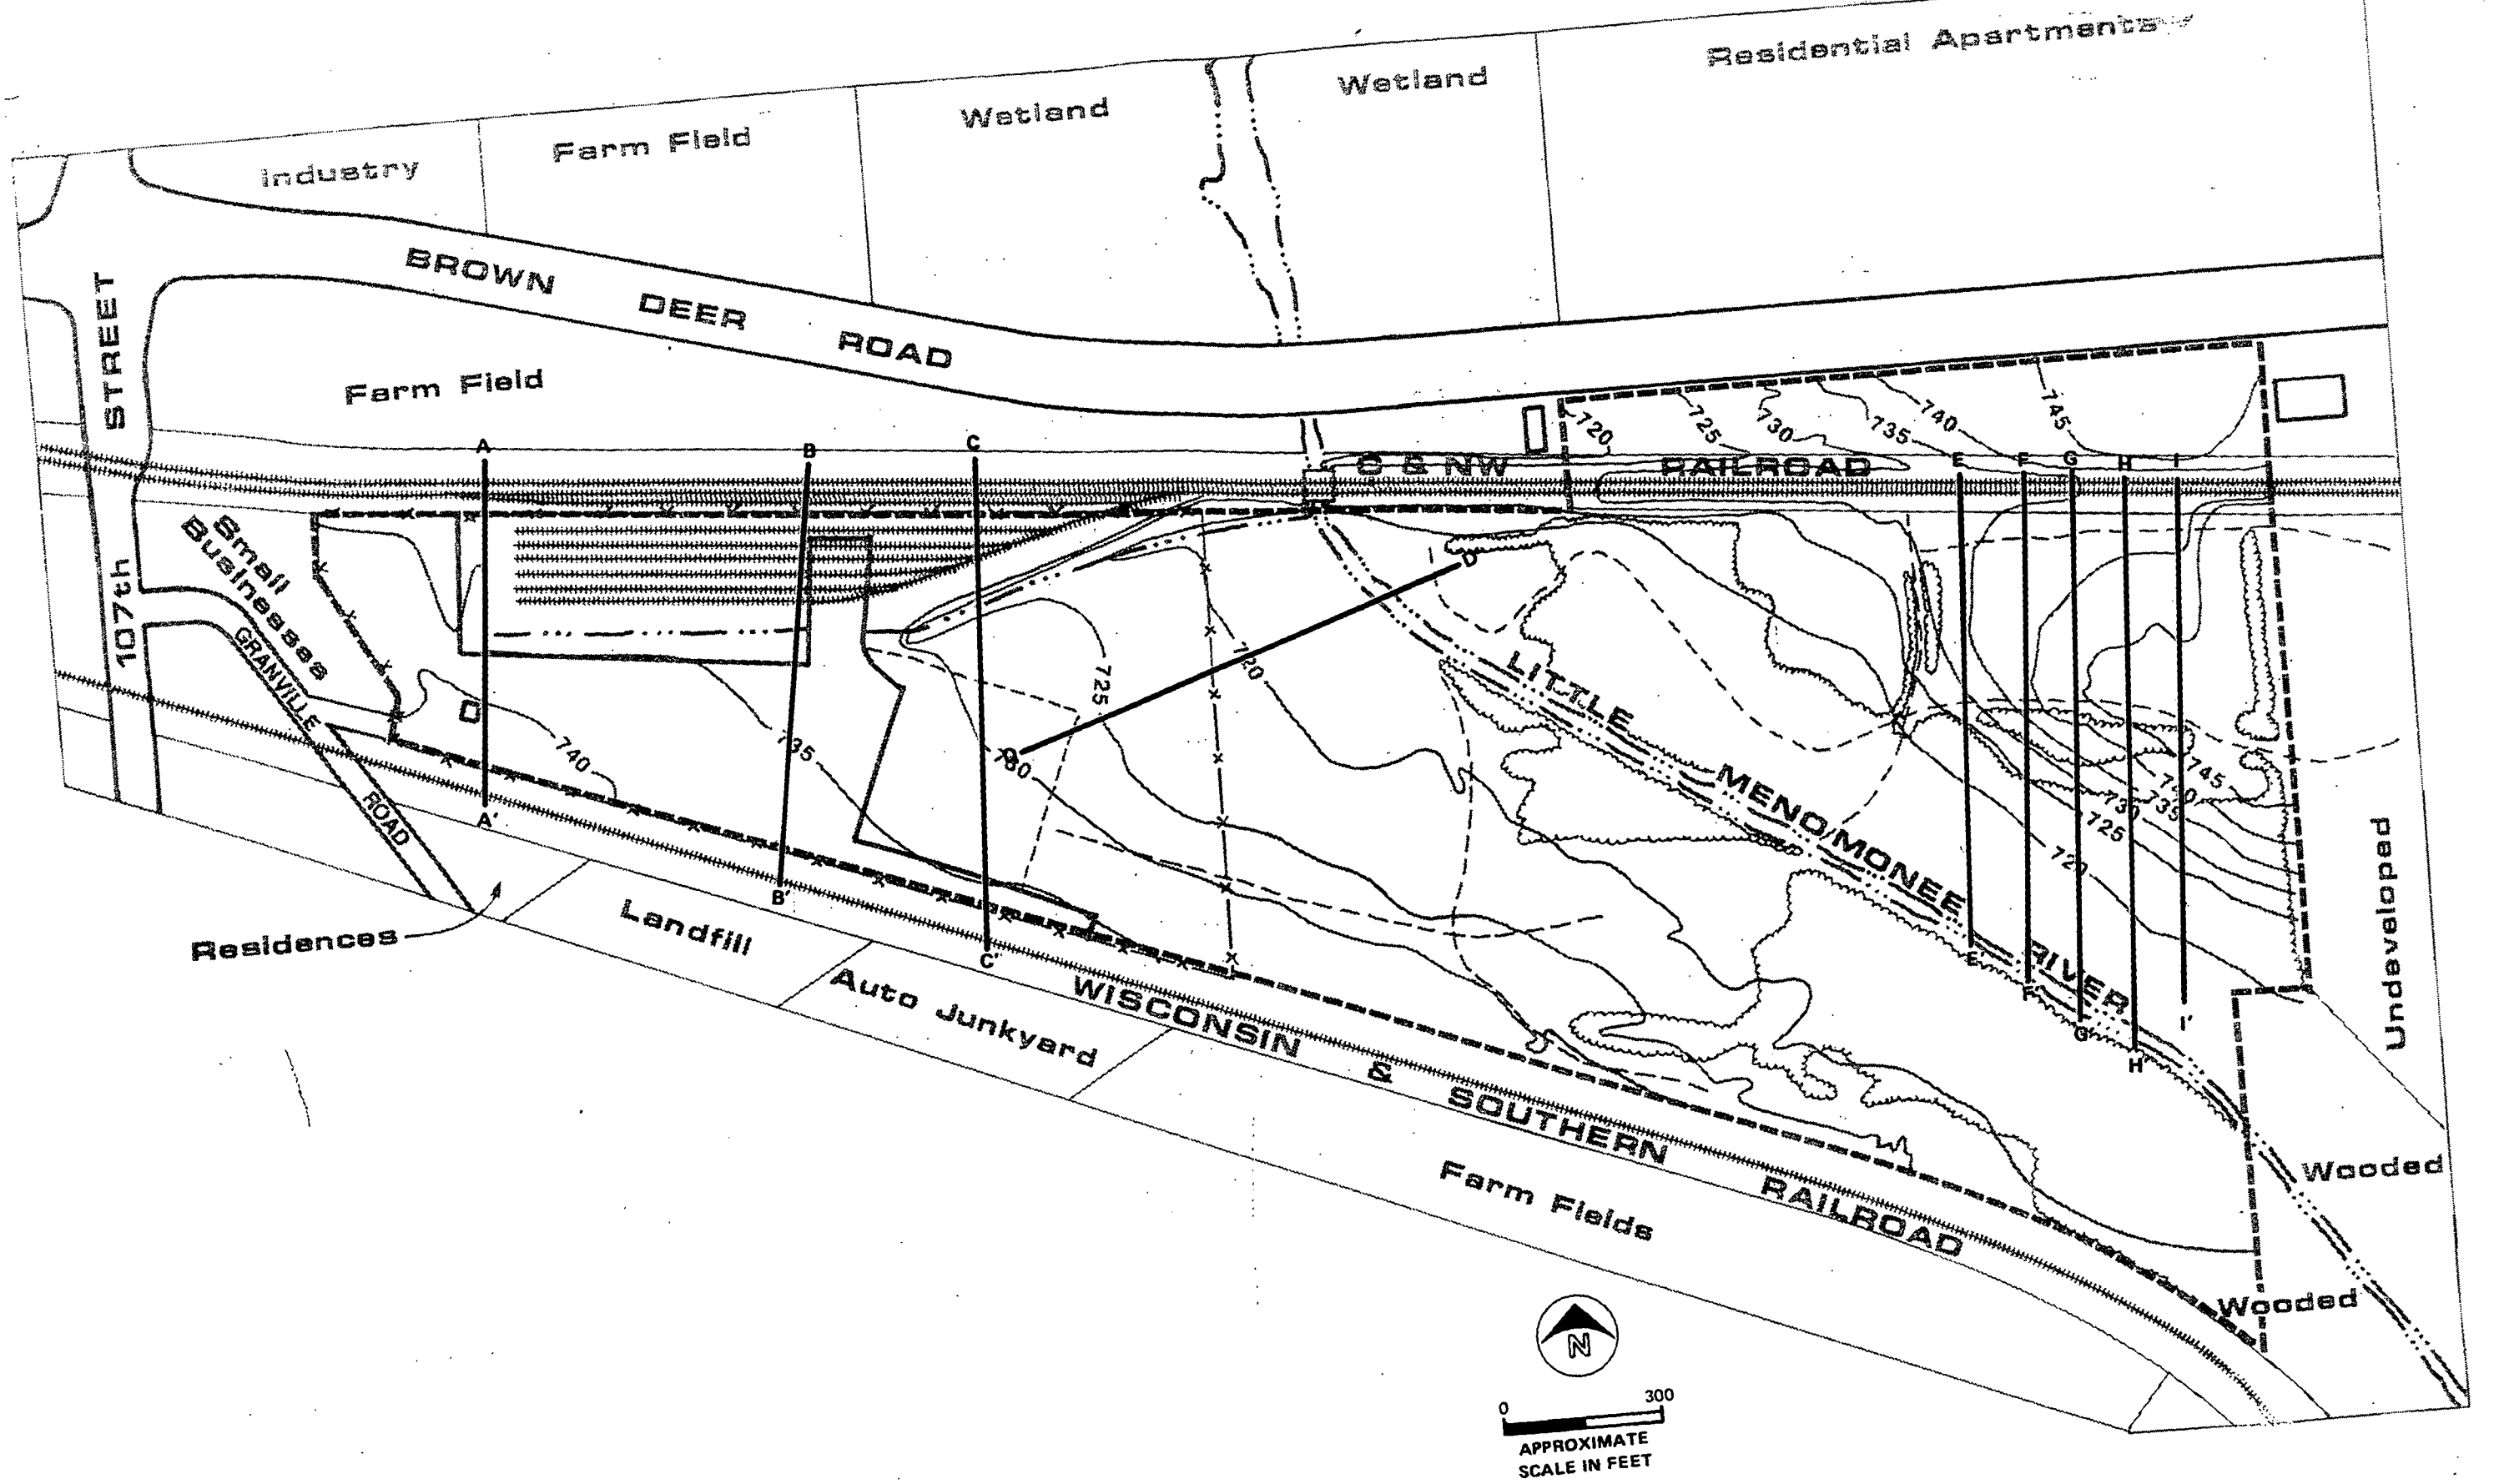 Residential Apartments
Wetland
Wetland
Farm Field
Industry
BROWN DEER ROAD
107th STREET
Farm Field
A
B
C
C & NW RAILROAD
720
725
730
735
740
745
E
F
G
H
I
Small
Businesses
GRANVILLE ROAD
D'
D
725
720
730
735
740
LITTLE MENOMONEE RIVER
745
740
735
730
725
720
A'
B'
C'
E'
F'
G'
H'
I'
Undeveloped
Residences
Landfill
Auto Junkyard
WISCONSIN & SOUTHERN RAILROAD
Farm Fields
Wooded
Wooded
N
0 300
APPROXIMATE
SCALE IN FEET